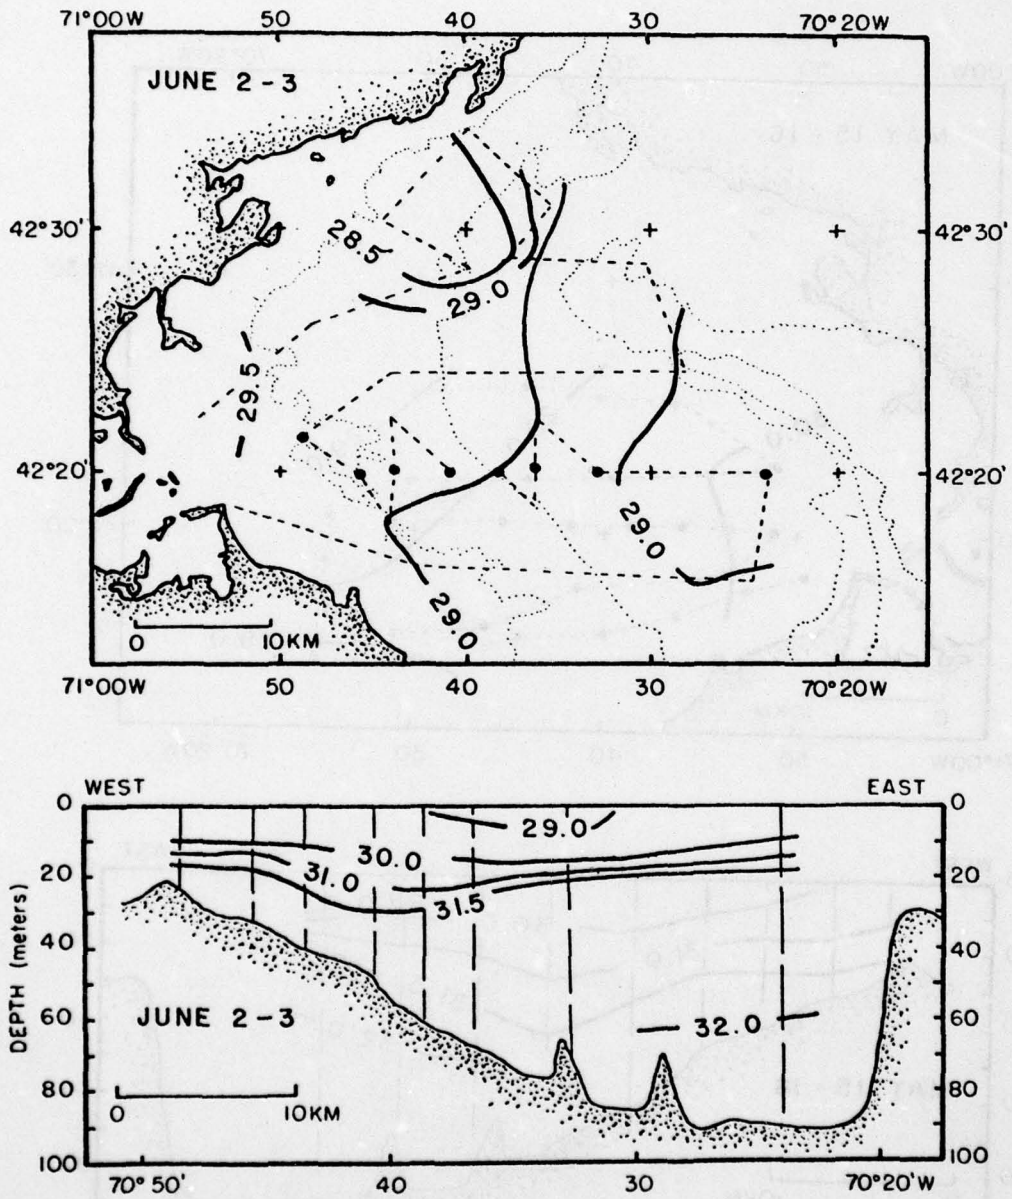 71°00'W 50 40 30 70°20'W
JUNE 2-3
42°30' 42°30'
28.5
29.0
29.5
42°20' 42°20'
29.0
29.0
0 10KM
71°00'W 50 40 30 70°20'W
WEST EAST
0 0
29.0
30.0
20 31.0 20
31.5
40 40
DEPTH (meters)
60 JUNE 2-3 32.0 60
80 80
0 10KM
100 100
70°50' 40 30 70°20'W